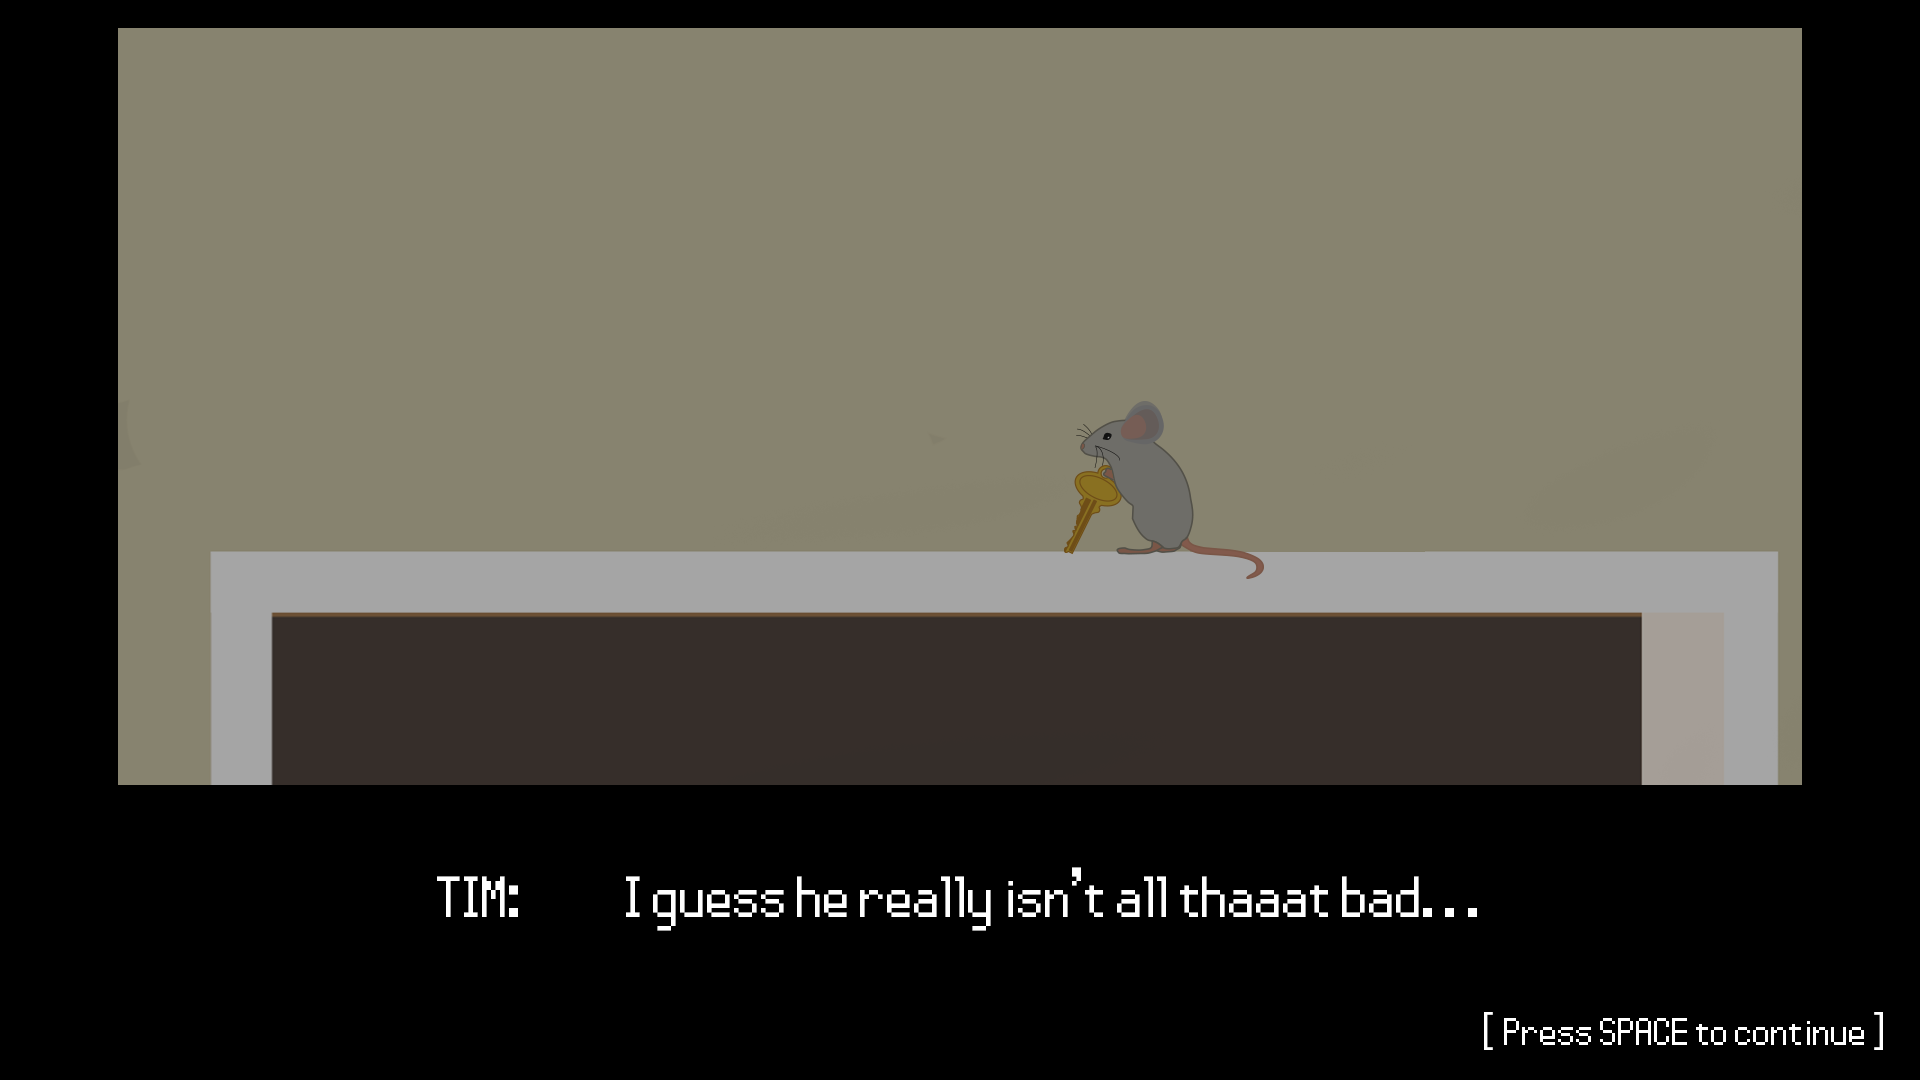 TIM: I guess he really isn't all thaaat bad...
[ Press SPACE to continue ]